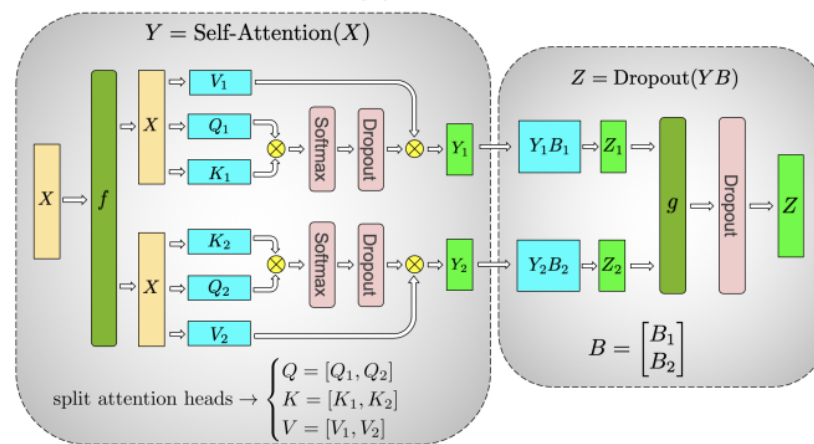 Y = Self-Attention(X)
Z = Dropout(YB)
X
f
X
V₁
Q₁
K₁
Softmax
Dropout
Y₁
Y₁B₁
Z₁
X
K₂
Q₂
V₂
Softmax
Dropout
Y₂
Y₂B₂
Z₂
g
Dropout
Z
split attention heads → { Q = [Q₁, Q₂]
K = [K₁, K₂]
V = [V₁, V₂]
B = [B₁
B₂]